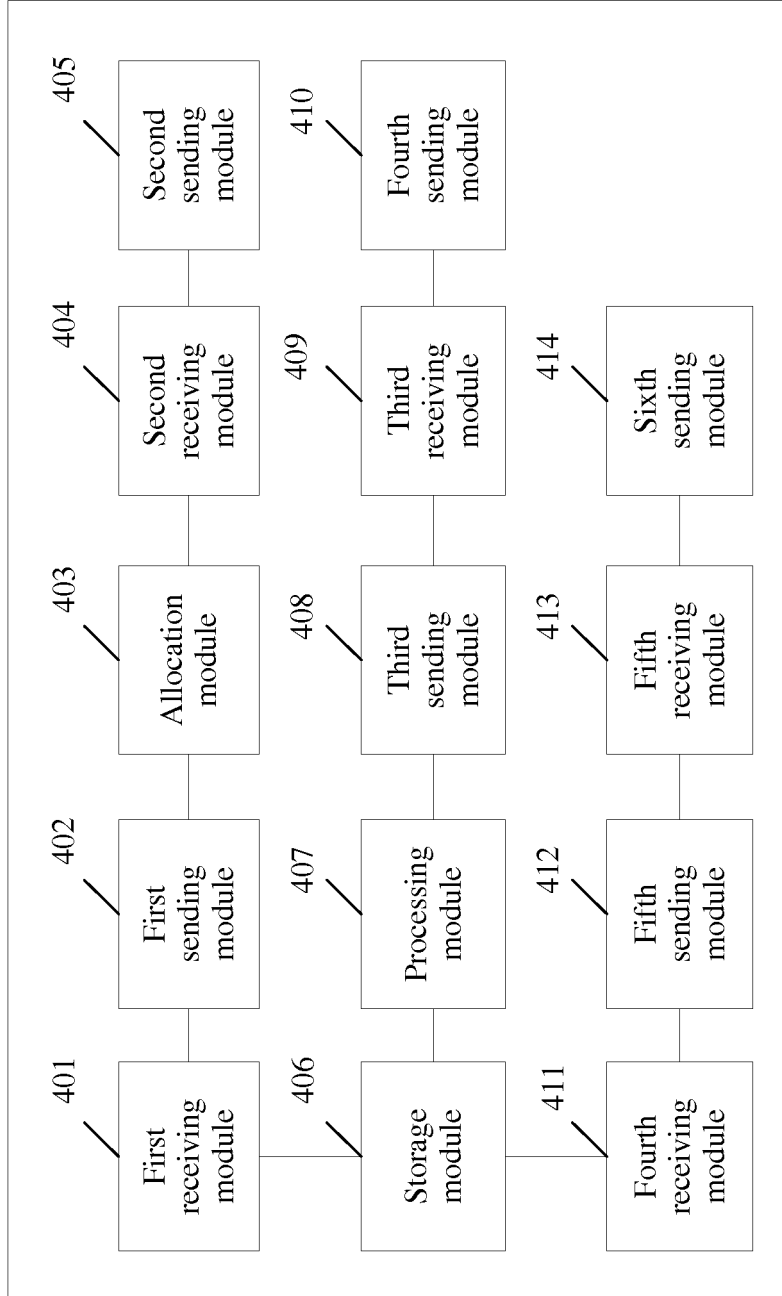 401
First
receiving
module
402
First
sending
module
403
Allocation
module
404
Second
receiving
module
405
Second
sending
module
406
Storage
module
407
Processing
module
408
Third
sending
module
409
Third
receiving
module
410
Fourth
sending
module
411
Fourth
receiving
module
412
Fifth
sending
module
413
Fifth
receiving
module
414
Sixth
sending
module